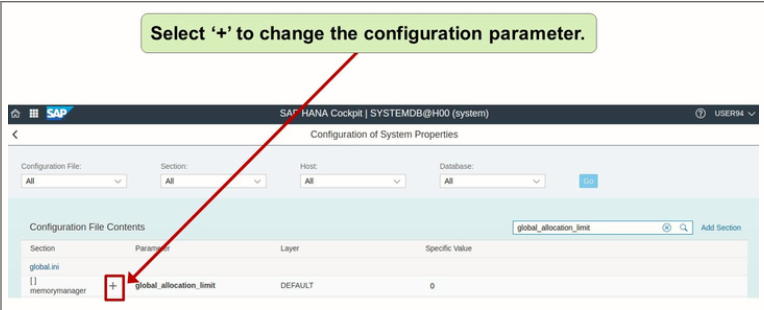 Select ‘+’ to change the configuration parameter.
SAP SAP HANA Cockpit | SYSTEMDB@H00 (system) USER94
Configuration of System Properties
Configuration File: Section: Host: Database:
All All All All Go
Configuration File Contents global_allocation_limit Add Section
Section Parameter Layer Specific Value
global.ini
[ ]
memorymanager + global_allocation_limit DEFAULT 0